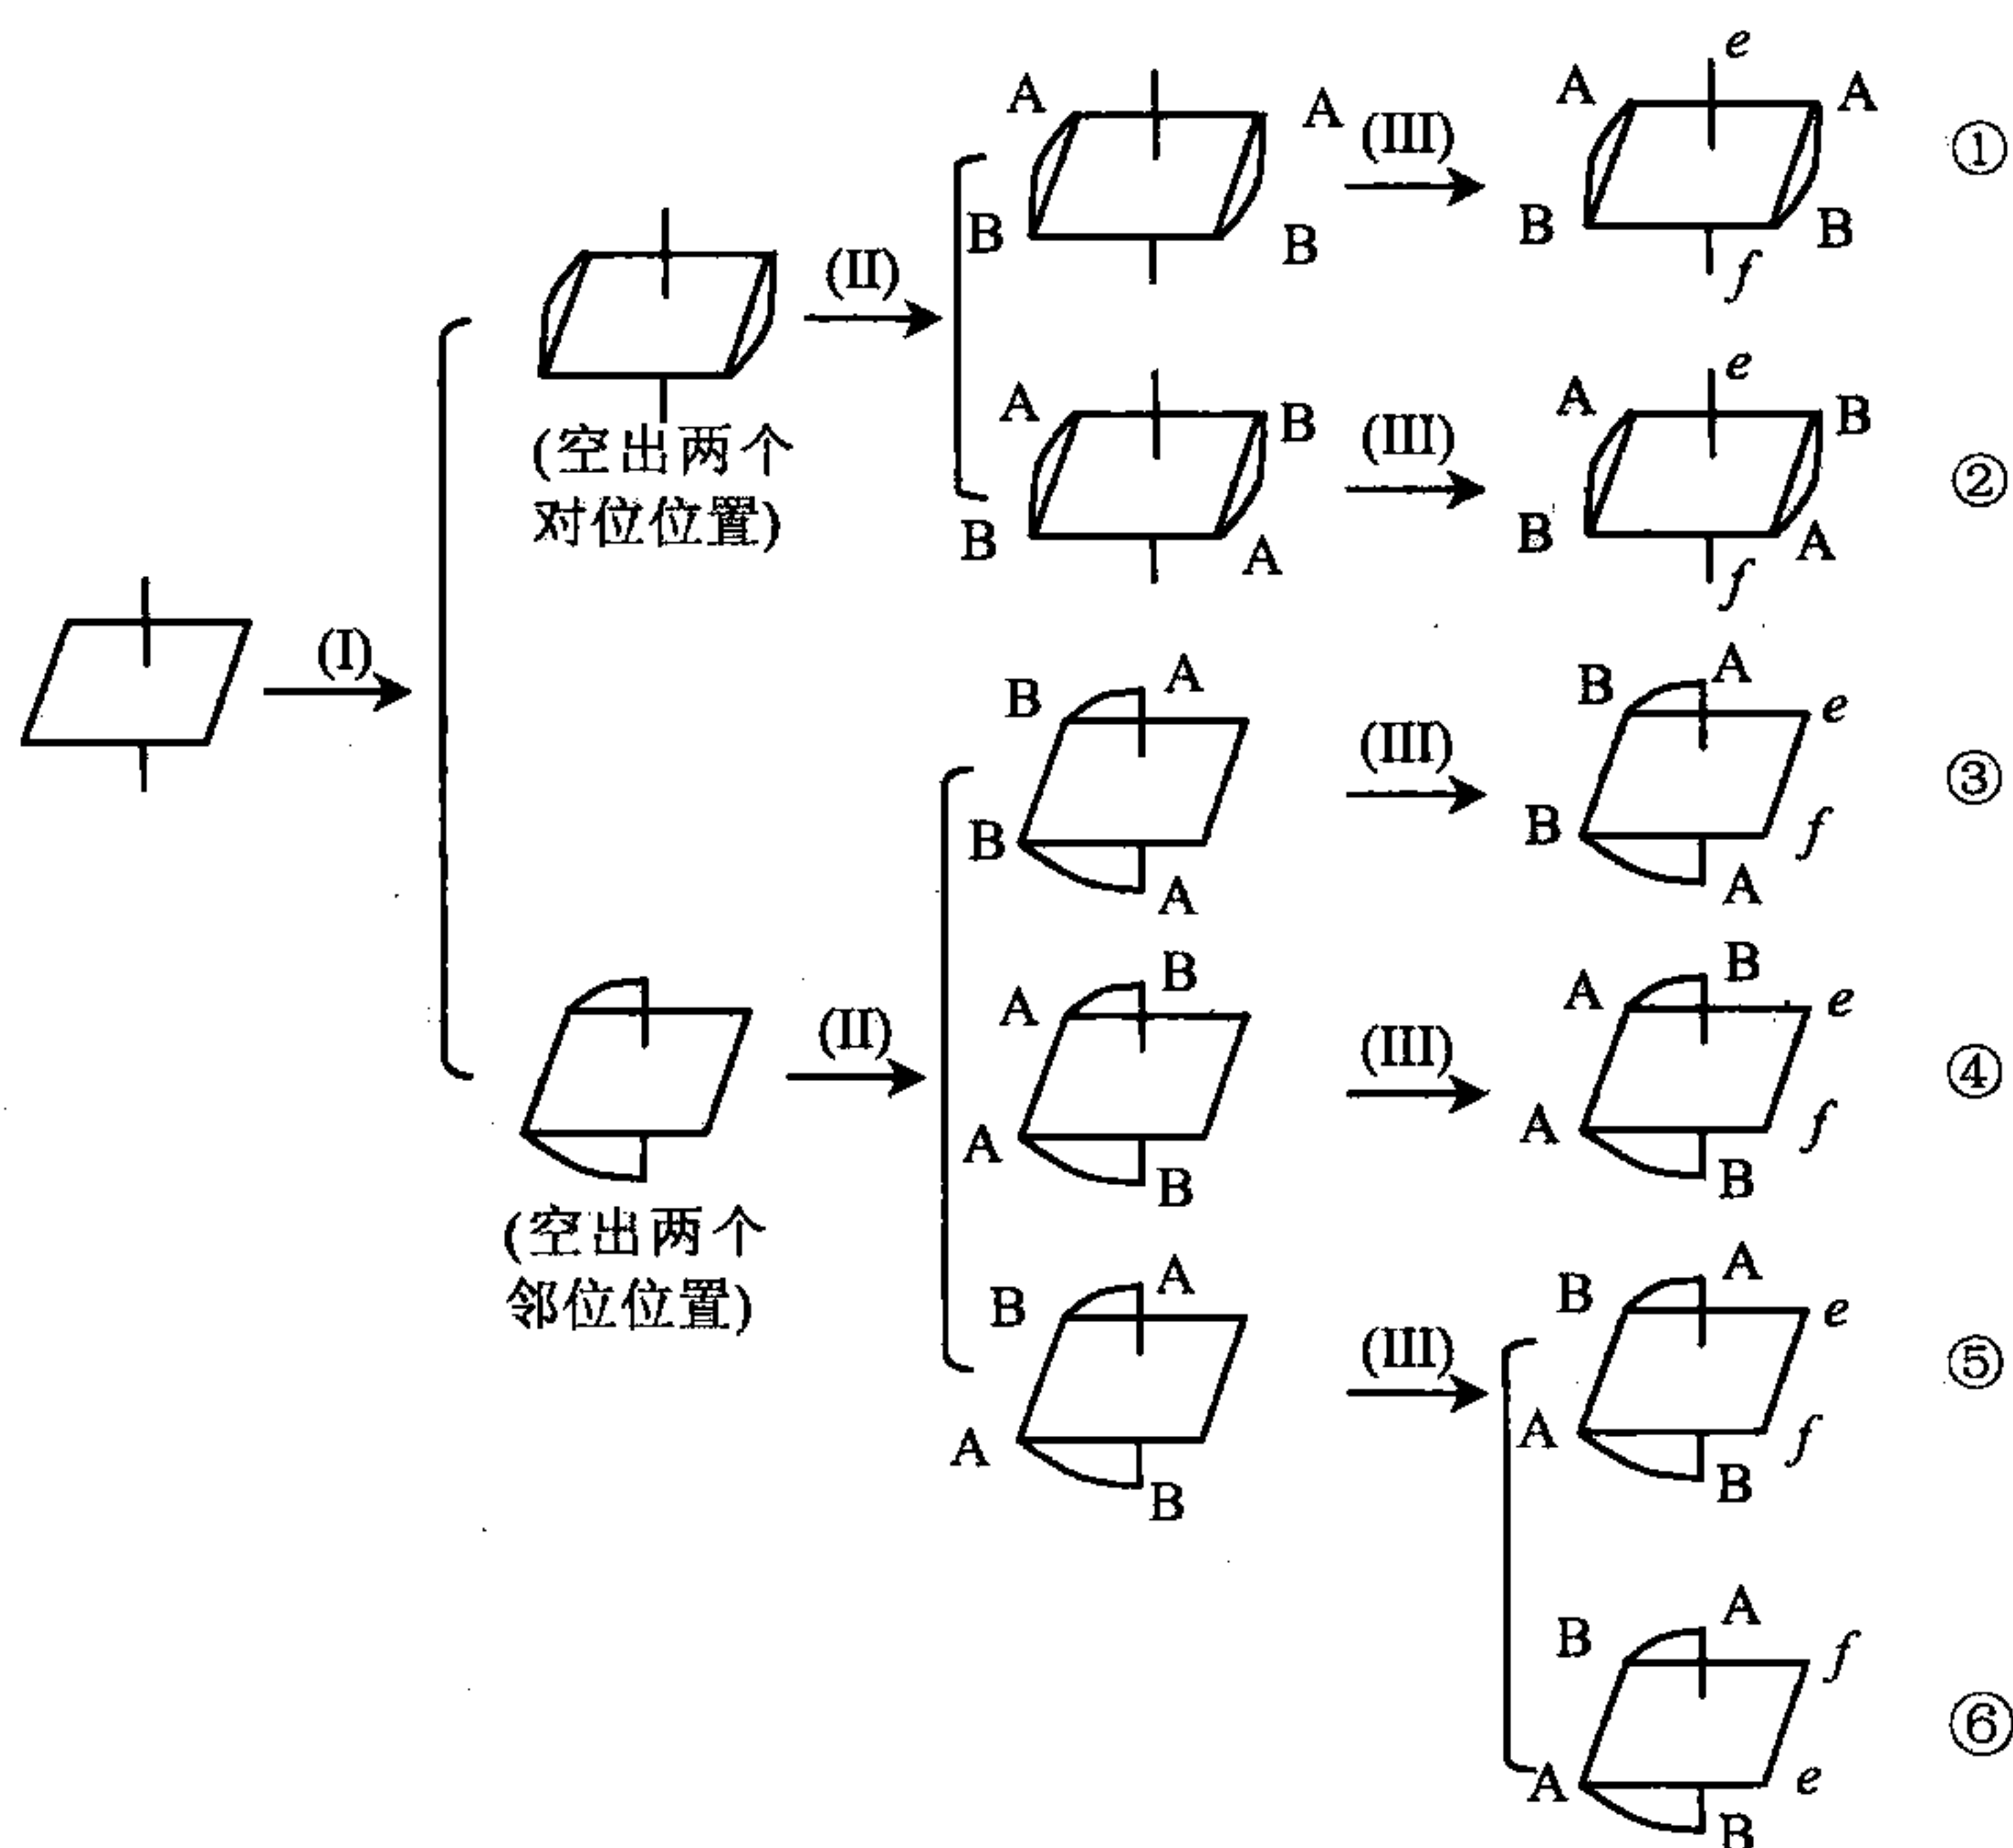 e
A A A (III) A ①
B B B B
f
(II)
A B (III) e A B ②
B A B A
f
(空出两个
对位位置)
(I)
B A (III) B A e ③
B A B A f
(II)
A B (III) A B e ④
A B A B f
(空出两个
邻位位置)
B A (III) B A e ⑤
A B A B f
B A f ⑥
A B e